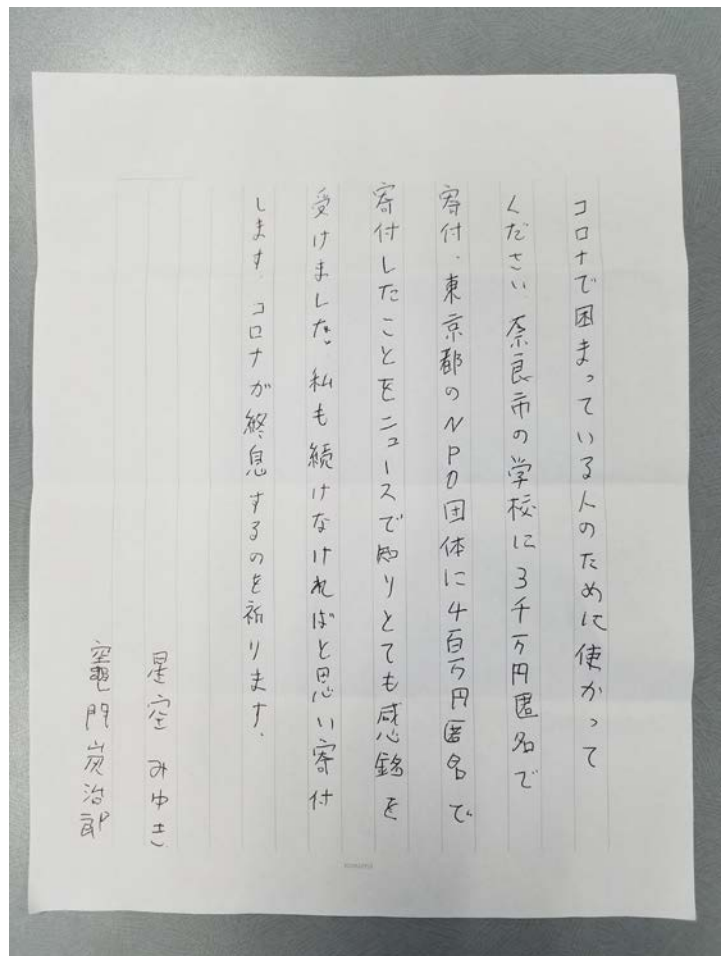 コロナで困まっている人のために使かって
ください 奈良市の学校に3千万円匿名で
寄付、東京都のNPO団体に4百万円匿名で
寄付したことをニュースで知りとても感銘を
受けました。私も続けなければと思い寄付
します、コロナが終息するのを祈ります、
星空 みゆき
竈門炭治郎